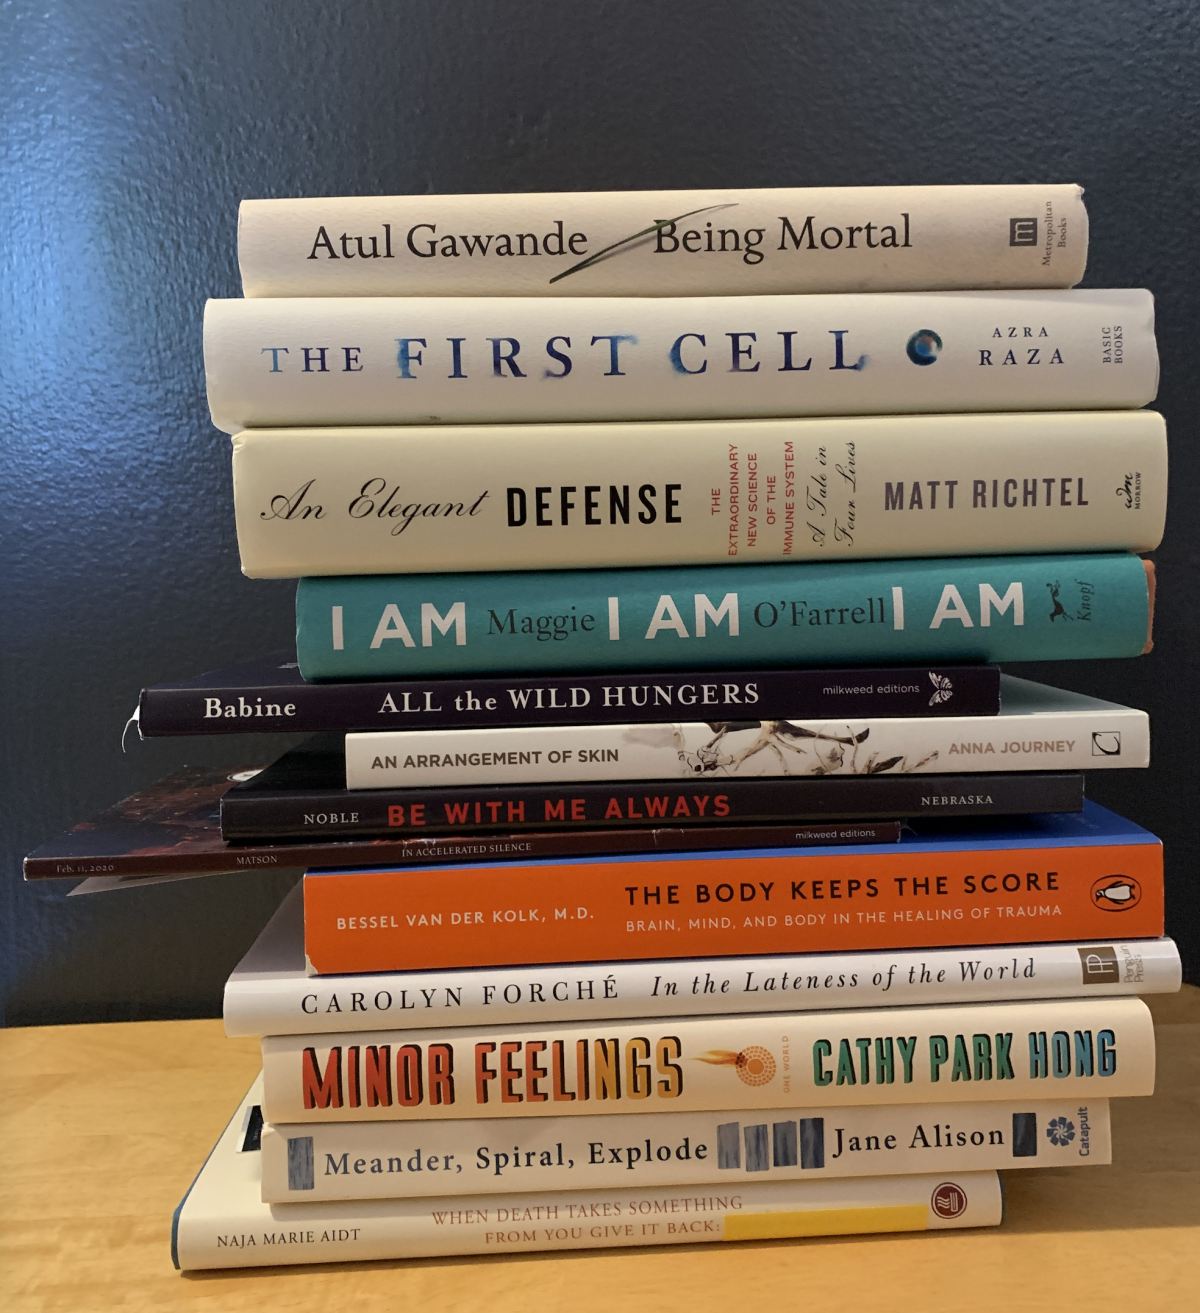 Atul Gawande Being Mortal
m
Metropolitan
Books
THE FIRST CELL
AZRA
RAZA
BASIC
BOOKS
An Elegant DEFENSE
THE
EXTRAORDINARY
NEW SCIENCE
OF THE
IMMUNE SYSTEM
A Tale in
Four Lives
MATT RICHTEL
wm
MORROW
I AM Maggie I AM O'Farrell I AM
Knopf
Babine ALL the WILD HUNGERS milkweed editions
AN ARRANGEMENT OF SKIN ANNA JOURNEY
NOBLE BE WITH ME ALWAYS NEBRASKA
Feb. 11, 2020 MATSON IN ACCELERATED SILENCE milkweed editions
BESSEL VAN DER KOLK, M.D.
THE BODY KEEPS THE SCORE
BRAIN, MIND, AND BODY IN THE HEALING OF TRAUMA
CAROLYN FORCHÉ In the Lateness of the World
AP
Penguin
Press
MINOR FEELINGS
ONE WORLD
CATHY PARK HONG
Meander, Spiral, Explode Jane Alison
Catapult
NAJA MARIE AIDT
WHEN DEATH TAKES SOMETHING
FROM YOU GIVE IT BACK: